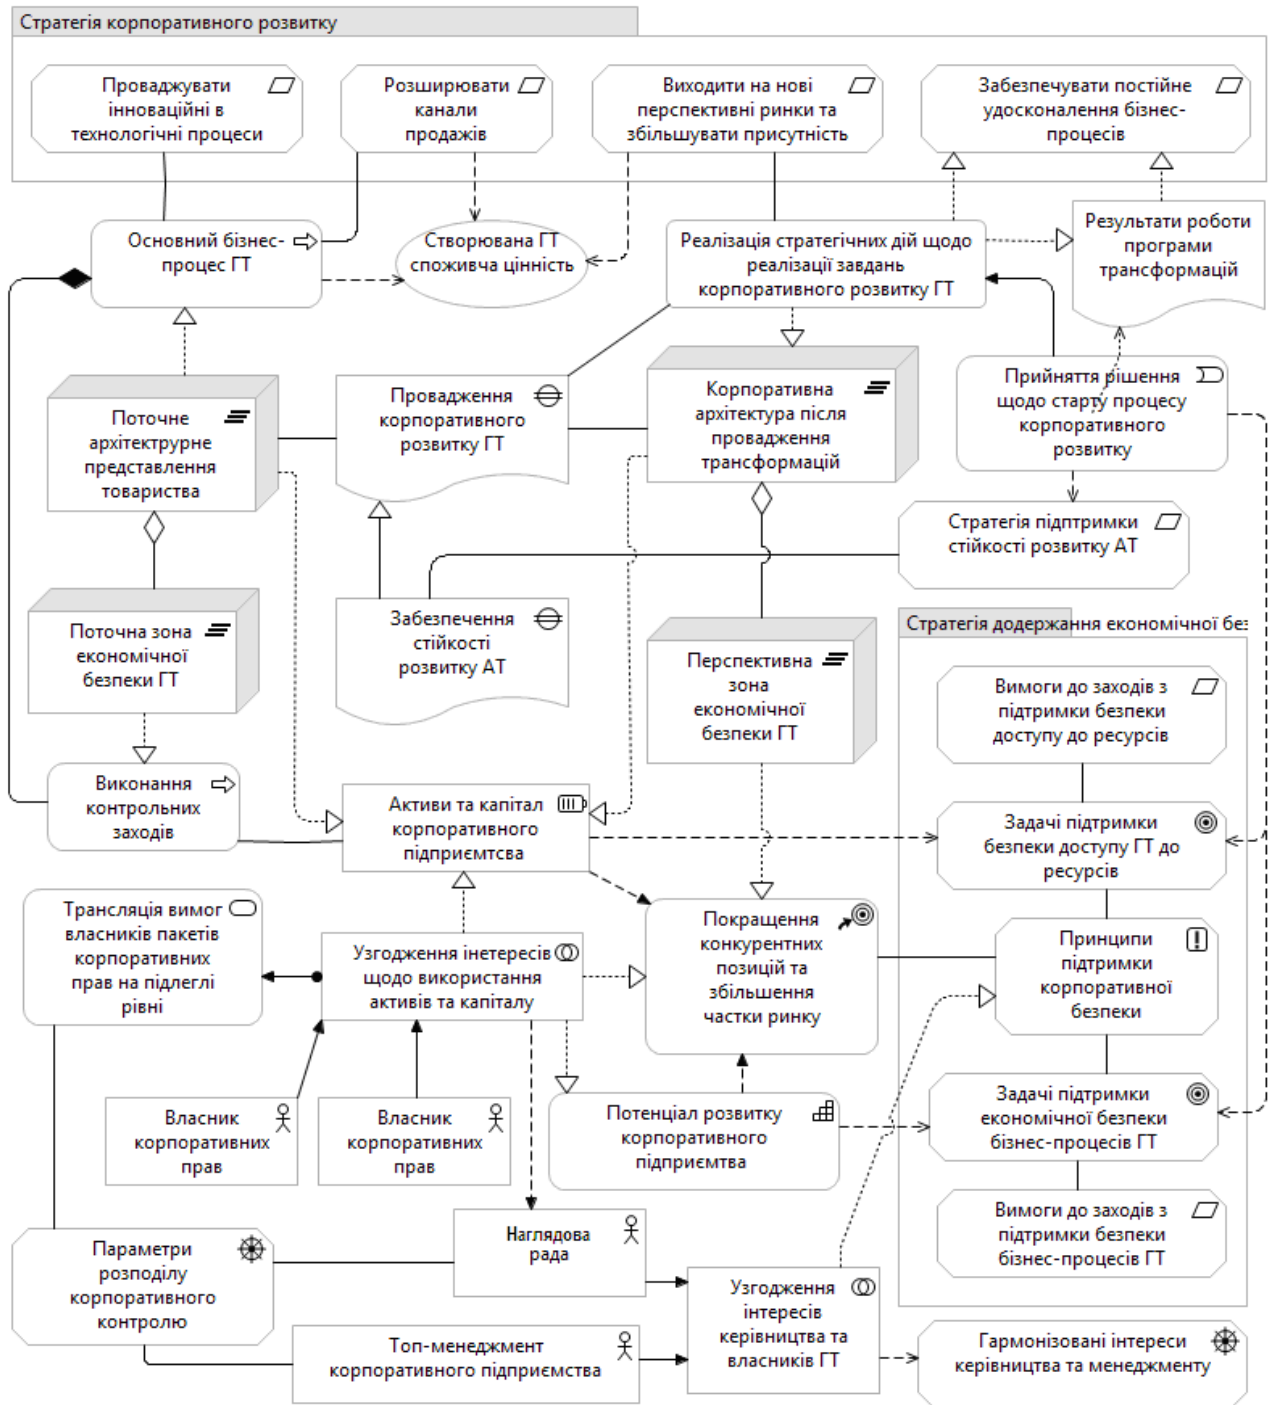 Стратегія корпоративного розвитку
Проваджувати
інноваційні в
технологічні процеси
Розширювати
канали
продажів
Виходити на нові
перспективні ринки та
збільшувати присутність
Забезпечувати постійне
удосконалення бізнес-
процесів
Основний бізнес-
процес ГТ
Створювана ГТ
споживча цінність
Реалізація стратегічних дій щодо
реалізації завдань
корпоративного розвитку ГТ
Результати роботи
програми
трансформацій
Поточне
архітектрурне
представлення
товариства
Провадження
корпоративного
розвитку ГТ
Корпоративна
архітектура після
провадження
трансформацій
Прийняття рішення
щодо старту процесу
корпоративного
розвитку
Стратегія підптримки
стійкості розвитку АТ
Поточна зона
економічної
безпеки ГТ
Забезпечення
стійкості
розвитку АТ
Перспективна
зона
економічної
безпеки ГТ
Стратегія додержання економічної без
Вимоги до заходів з
підтримки безпеки
доступу до ресурсів
Виконання
контрольних
заходів
Активи та капітал
корпоративного
підприємтсва
Задачі підтримки
безпеки доступу ГТ до
ресурсів
Трансляція вимог
власників пакетів
корпоративних
прав на підлеглі
рівні
Узгодження інетересів
щодо використання
активів та капіталу
Покращення
конкурентних
позицій та
збільшення
частки ринку
Принципи
підтримки
корпоративної
безпеки
Власник
корпоративних
прав
Власник
корпоративних
прав
Потенціал розвитку
корпоративного
підприємтва
Задачі підтримки
економічної безпеки
бізнес-процесів ГТ
Вимоги до заходів з
підтримки безпеки
бізнес-процесів ГТ
Параметри
розподілу
корпоративного
контролю
Наглядова
рада
Узгодження
інтересів
керівництва та
власників ГТ
Топ-менеджмент
корпоративного підприємства
Гармонізовані інтереси
керівництва та менеджменту